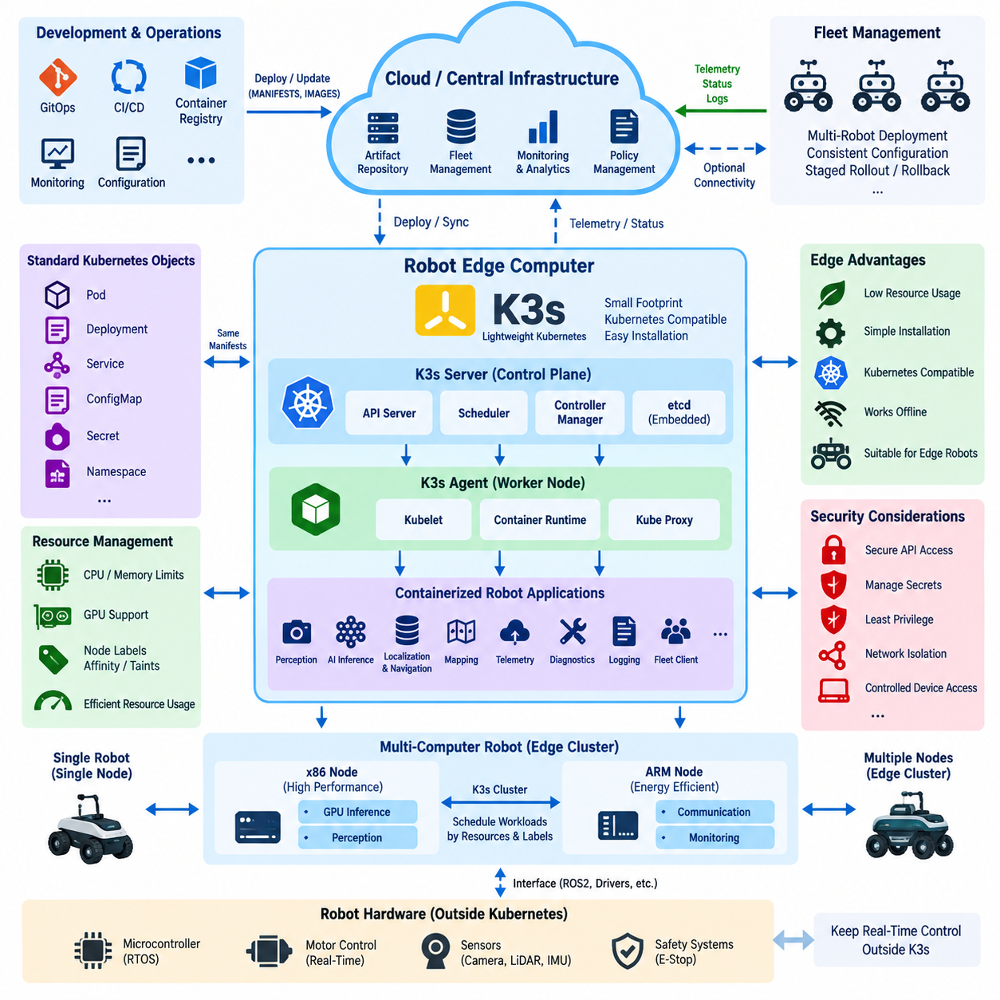 Development & Operations
GitOps
CI/CD
Container
Registry
Monitoring
Configuration
...
Deploy / Update
(MANIFESTS, IMAGES)
Cloud / Central Infrastructure
Artifact
Repository
Fleet
Management
Monitoring
& Analytics
Policy
Management
Telemetry
Status
Logs
Optional
Connectivity
Fleet Management
Multi-Robot Deployment
Consistent Configuration
Staged Rollout / Rollback
...
Deploy / Sync
Telemetry / Status
Standard Kubernetes Objects
Pod
Deployment
Service
ConfigMap
Secret
Namespace
...
Same
Manifests
Robot Edge Computer
K3s
Lightweight Kubernetes
Small Footprint
Kubernetes Compatible
Easy Installation
K3s Server (Control Plane)
API Server
Scheduler
Controller
Manager
etcd
(Embedded)
K3s Agent (Worker Node)
Kubelet
Container Runtime
Kube Proxy
Containerized Robot Applications
Perception
AI Inference
Localization
& Navigation
Mapping
Telemetry
Diagnostics
Logging
Fleet Client
...
Edge Advantages
Low Resource Usage
Simple Installation
Kubernetes Compatible
Works Offline
Suitable for Edge Robots
Resource Management
CPU / Memory Limits
GPU Support
Node Labels
Affinity / Taints
Efficient Resource Usage
Security Considerations
Secure API Access
Manage Secrets
Least Privilege
Network Isolation
Controlled Device Access
...
Single Robot
(Single Node)
Multi-Computer Robot (Edge Cluster)
x86 Node
(High Performance)
• GPU Inference
• Perception
K3s Cluster
Schedule Workloads
by Resources & Labels
ARM Node
(Energy Efficient)
• Communication
• Monitoring
Multiple Nodes
(Edge Cluster)
Interface (ROS2, Drivers, etc.)
Robot Hardware (Outside Kubernetes)
Microcontroller
(RTOS)
Motor Control
(Real-Time)
Sensors
(Camera, LiDAR, IMU)
Safety Systems
(E-Stop)
Keep Real-Time Control
Outside K3s